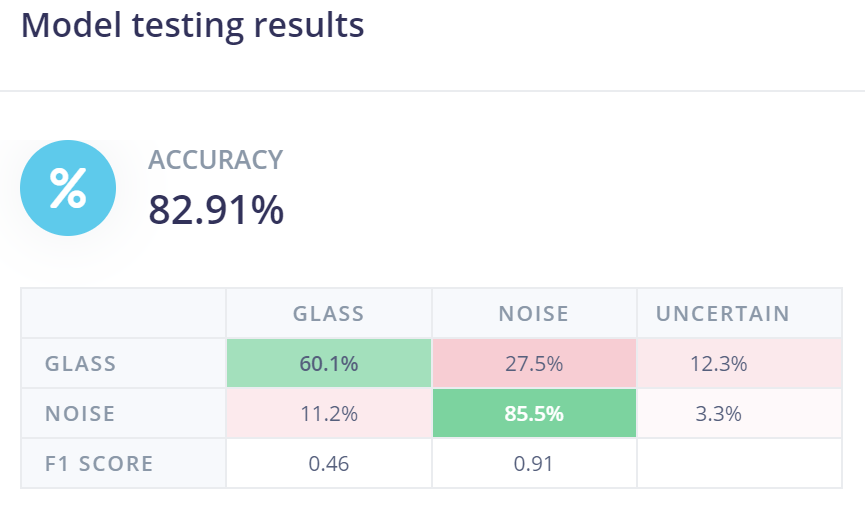 Model testing results
%
ACCURACY
82.91%
GLASS NOISE UNCERTAIN
GLASS 60.1% 27.5% 12.3%
NOISE 11.2% 85.5% 3.3%
F1 SCORE 0.46 0.91